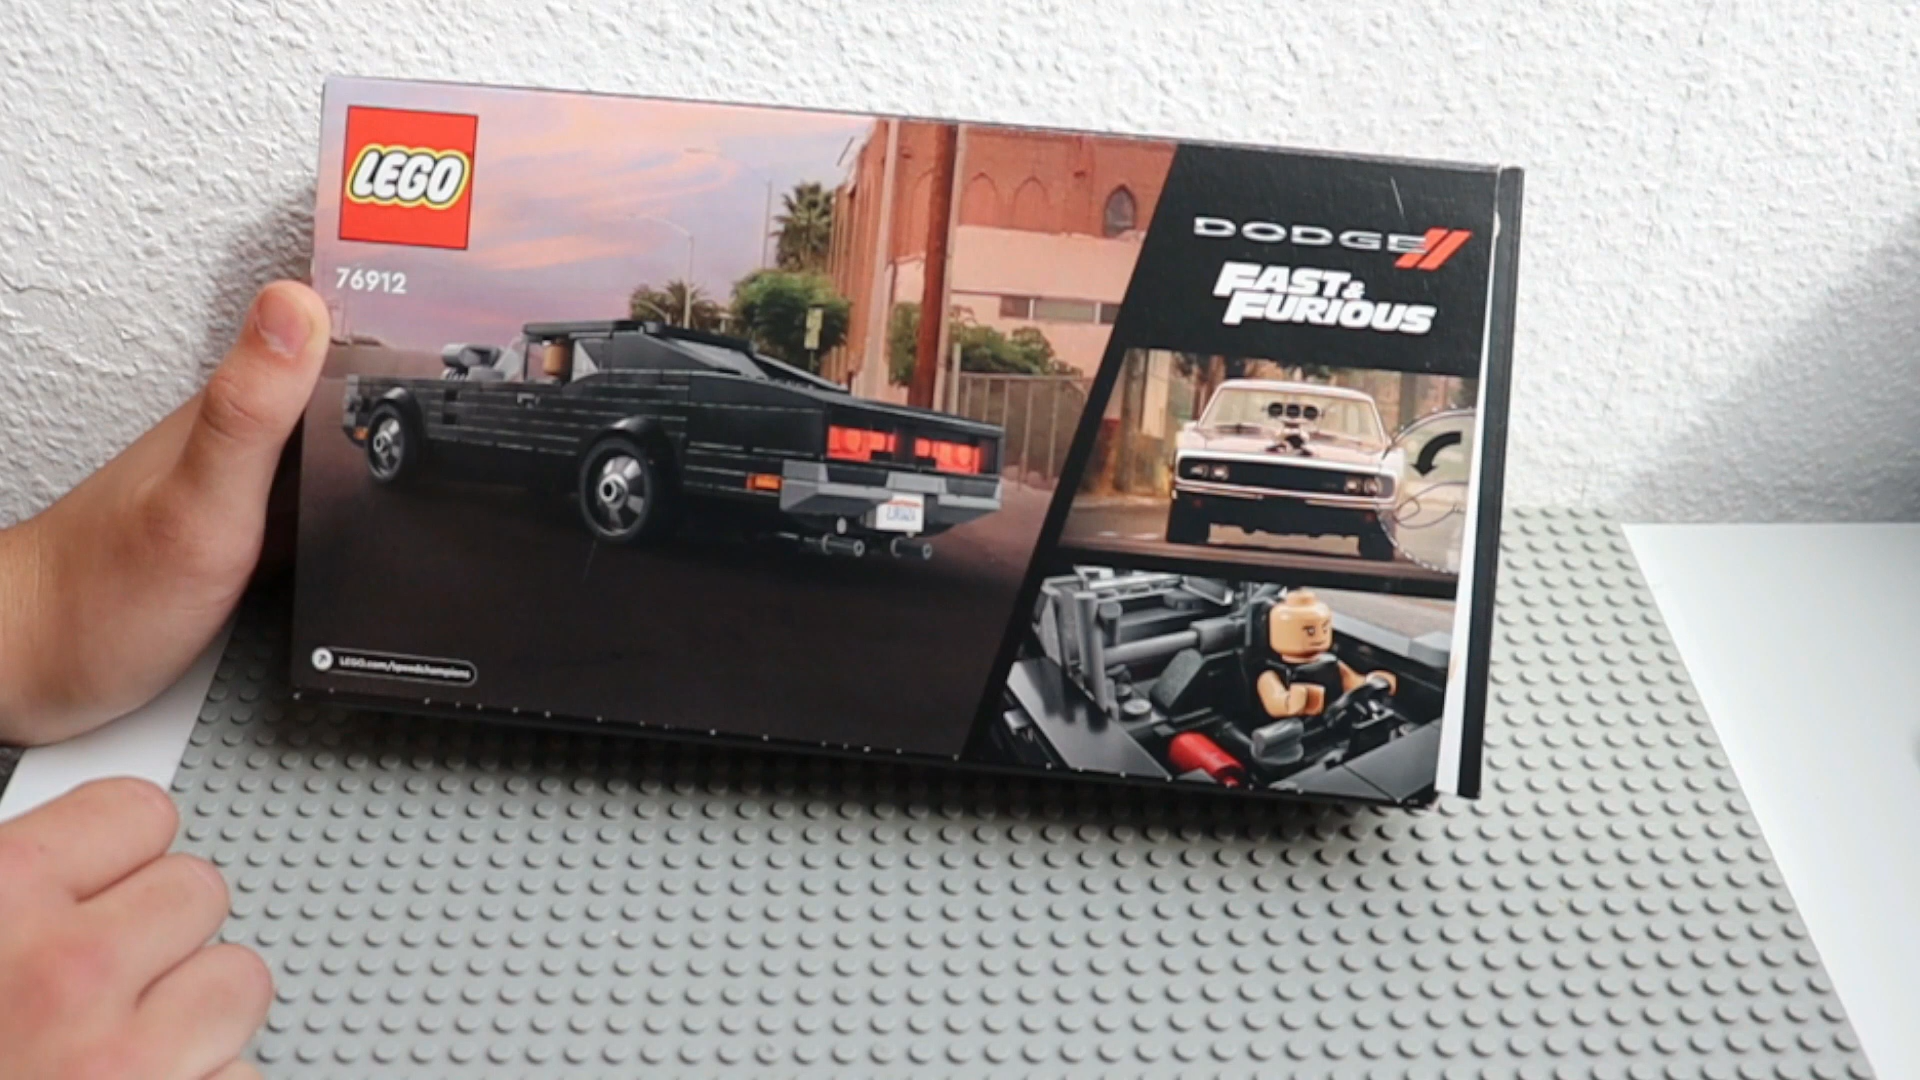 LEGO
76912
DODGE
FAST &
FURIOUS
LEGO.com/speedchampions